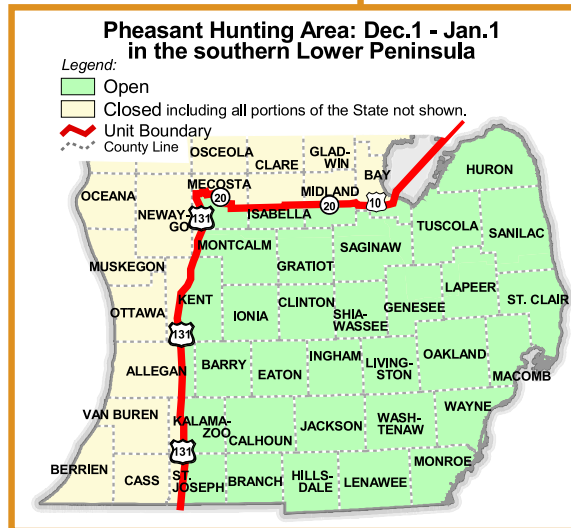 Pheasant Hunting Area: Dec.1 - Jan.1
in the southern Lower Peninsula
Legend:
Open
Closed including all portions of the State not shown.
Unit Boundary
County Line
OSCEOLA
CLARE
GLAD-
WIN
BAY
HURON
OCEANA
MECOSTA
20
MIDLAND
20
10
NEWAY-
GO
131
ISABELLA
TUSCOLA
SANILAC
MONTCALM
SAGINAW
GRATIOT
MUSKEGON
LAPEER
KENT
CLINTON
GENESEE
ST. CLAIR
OTTAWA
IONIA
SHIA-
WASSEE
131
INGHAM
OAKLAND
ALLEGAN
BARRY
EATON
LIVING-
STON
MACOMB
VAN BUREN
KALAMA-
ZOO
CALHOUN
JACKSON
WASH-
TENAW
WAYNE
131
MONROE
BERRIEN
CASS
ST.
JOSEPH
BRANCH
HILLS-
DALE
LENAWEE